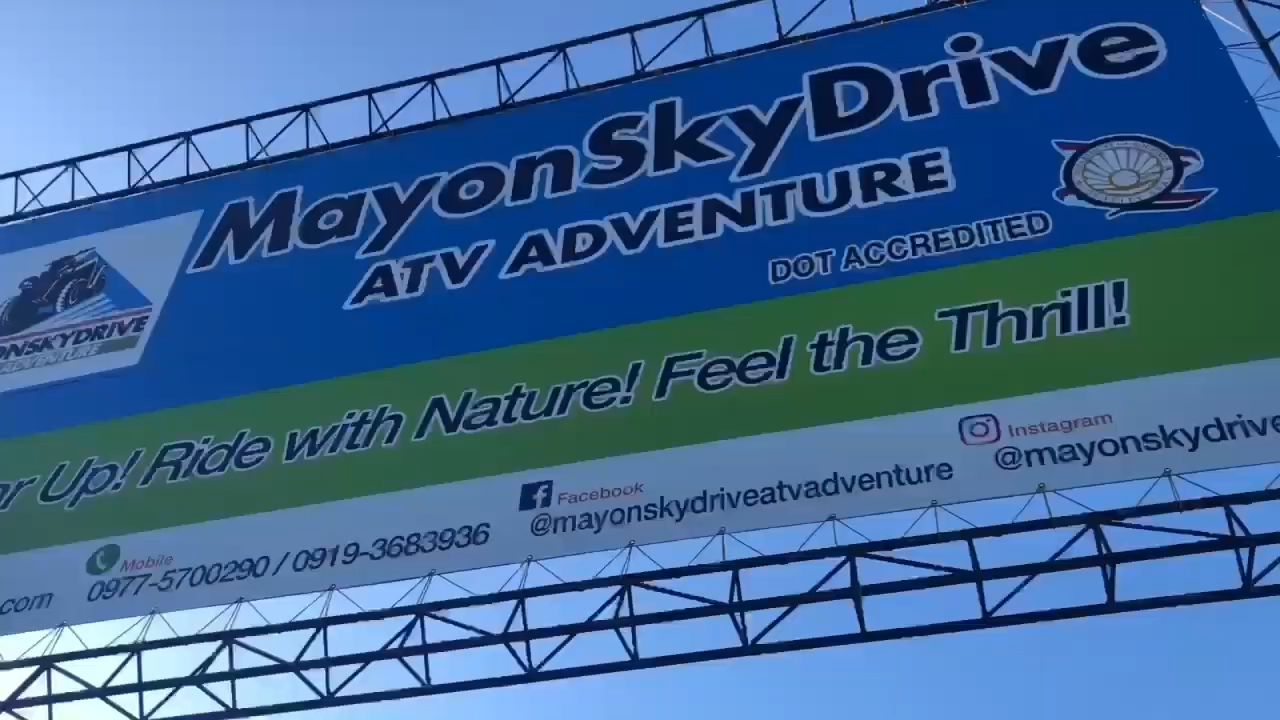 MayonSkyDrive
ATV ADVENTURE
DOT ACCREDITED
ONSKYDRIVE
ADVENTURE
r Up! Ride with Nature! Feel the Thrill!
.com
Mobile
0977-5700290 / 0919-3683936
Facebook
@mayonskydriveatvadventure
Instagram
@mayonskydrive